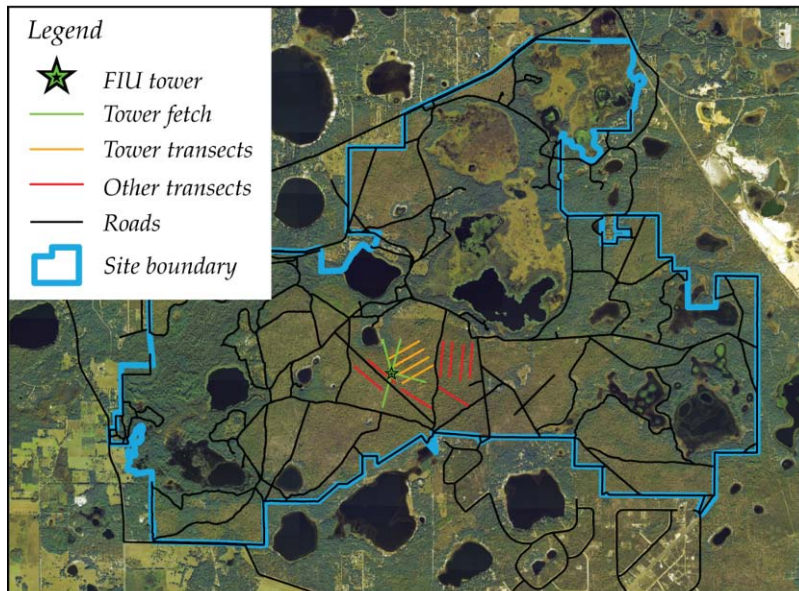 Legend
FIU tower
Tower fetch
Tower transects
Other transects
Roads
Site boundary